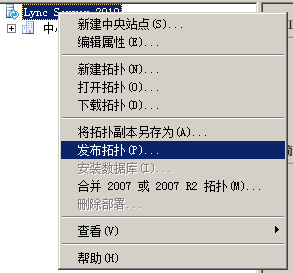 Lync Server 2010
新建中央站点(S)...
编辑属性(E)...
新建拓扑(N)...
打开拓扑(O)...
下载拓扑(D)...
将拓扑副本另存为(A)...
发布拓扑(P)...
安装数据库(I)...
合并 2007 或 2007 R2 拓扑(M)...
删除部署...
查看(V)
帮助(H)